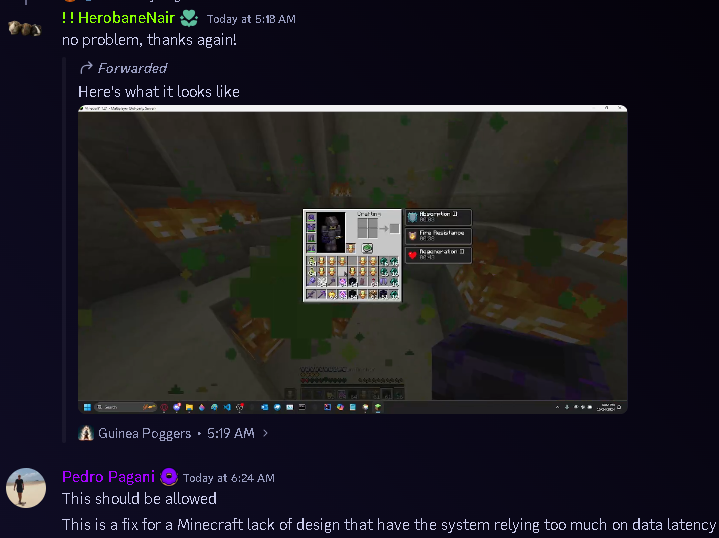 !! HerobaneNair Today at 5:18 AM
no problem, thanks again!
Forwarded
Here's what it looks like
Crafting
Absorption II
Fire Resistance
Regeneration II
Search
Guinea Poggers • 5:19 AM
Pedro Pagani Today at 6:24 AM
This should be allowed
This is a fix for a Minecraft lack of design that have the system relying too much on data latency